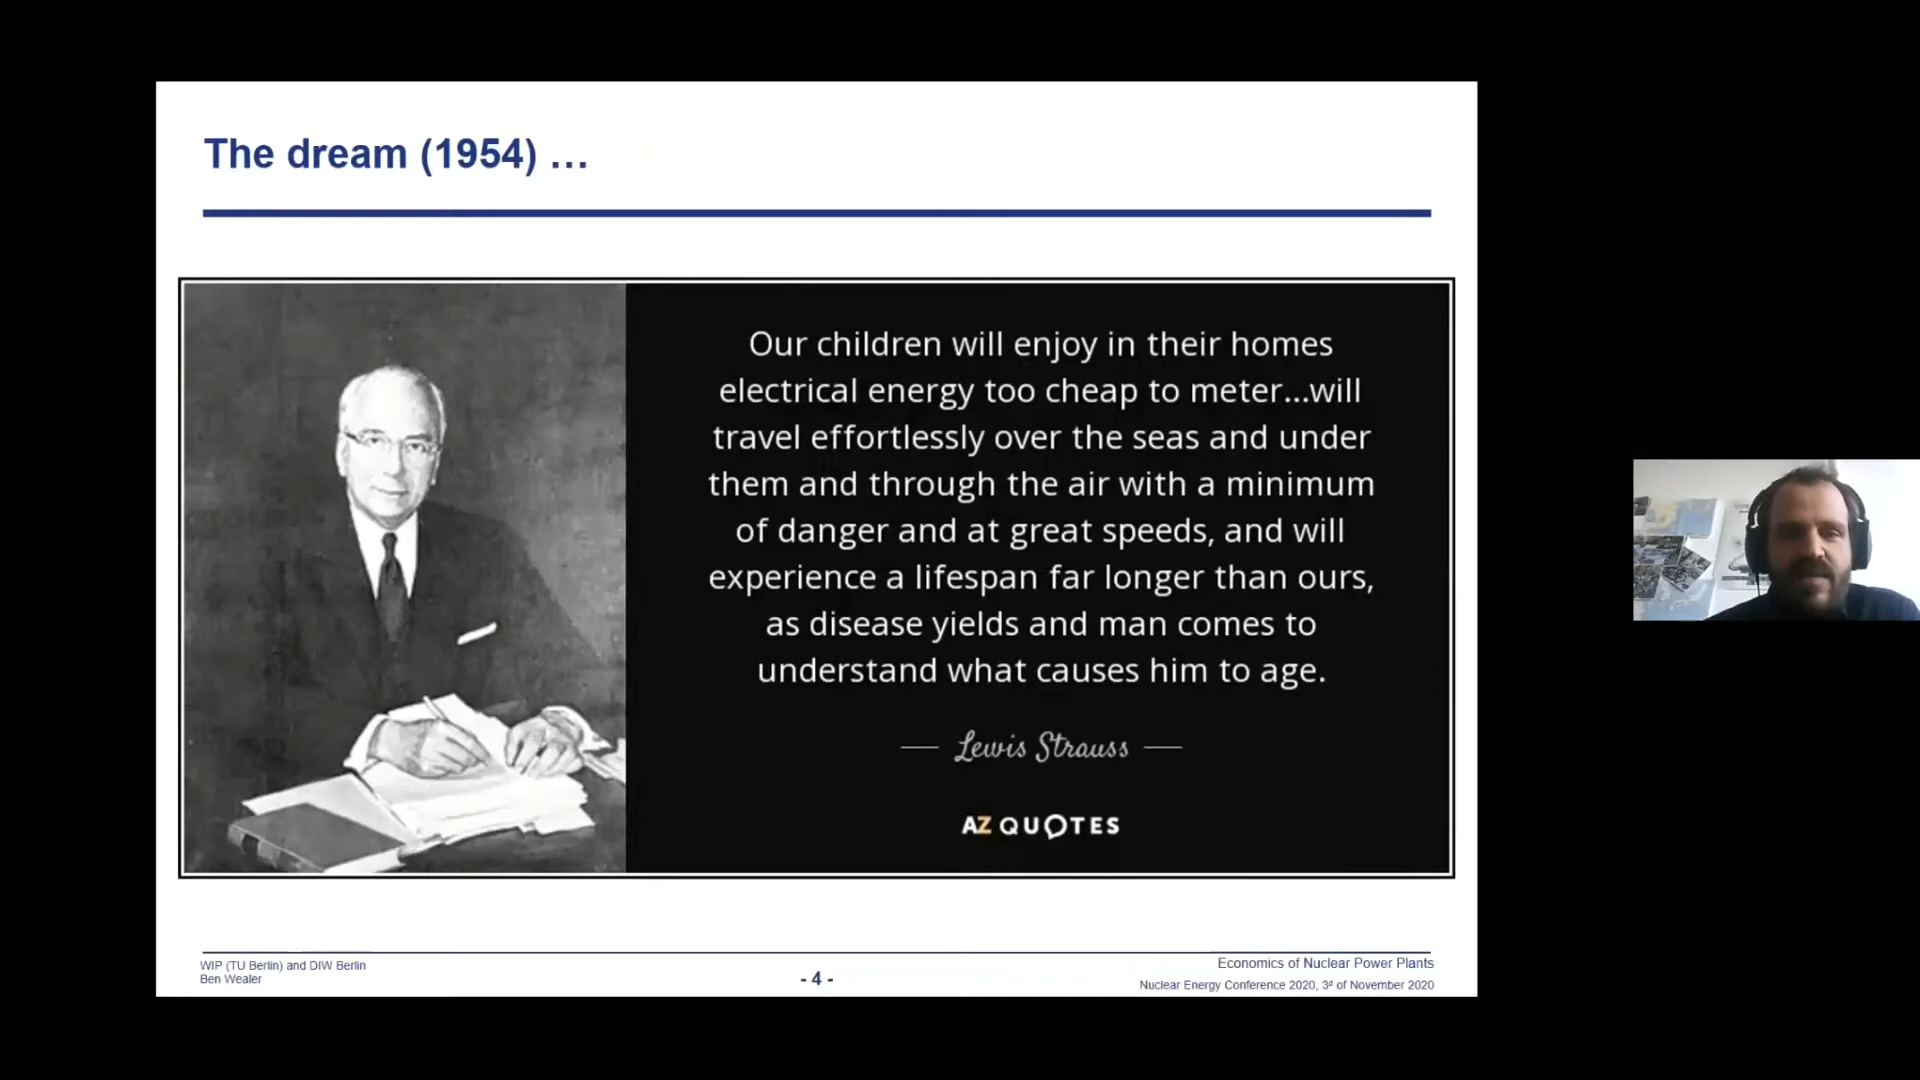 The dream (1954) …
Our children will enjoy in their homes
electrical energy too cheap to meter...will
travel effortlessly over the seas and under
them and through the air with a minimum
of danger and at great speeds, and will
experience a lifespan far longer than ours,
as disease yields and man comes to
understand what causes him to age.
— Lewis Strauss —
AZ QUOTES
WIP (TU Berlin) and DIW Berlin
Ben Wealer
- 4 -
Economics of Nuclear Power Plants
Nuclear Energy Conference 2020, 3ᵈ of November 2020